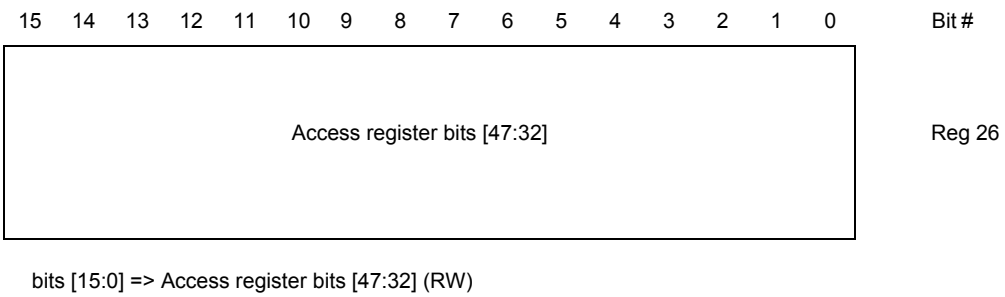 15 14 13 12 11 10 9 8 7 6 5 4 3 2 1 0 Bit #
Access register bits [47:32] Reg 26
bits [15:0] => Access register bits [47:32] (RW)